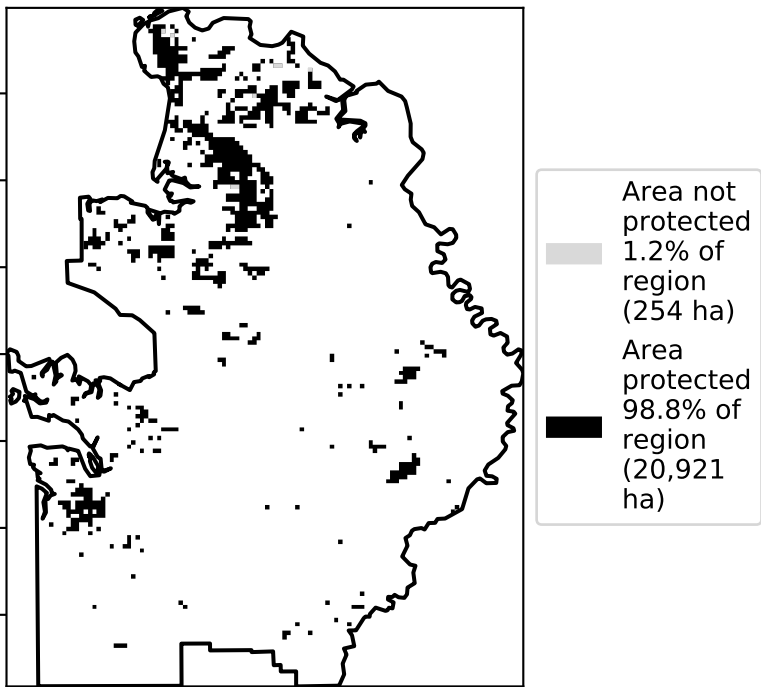 Area not
protected
1.2% of
region
(254 ha)
Area
protected
98.8% of
region
(20,921
ha)